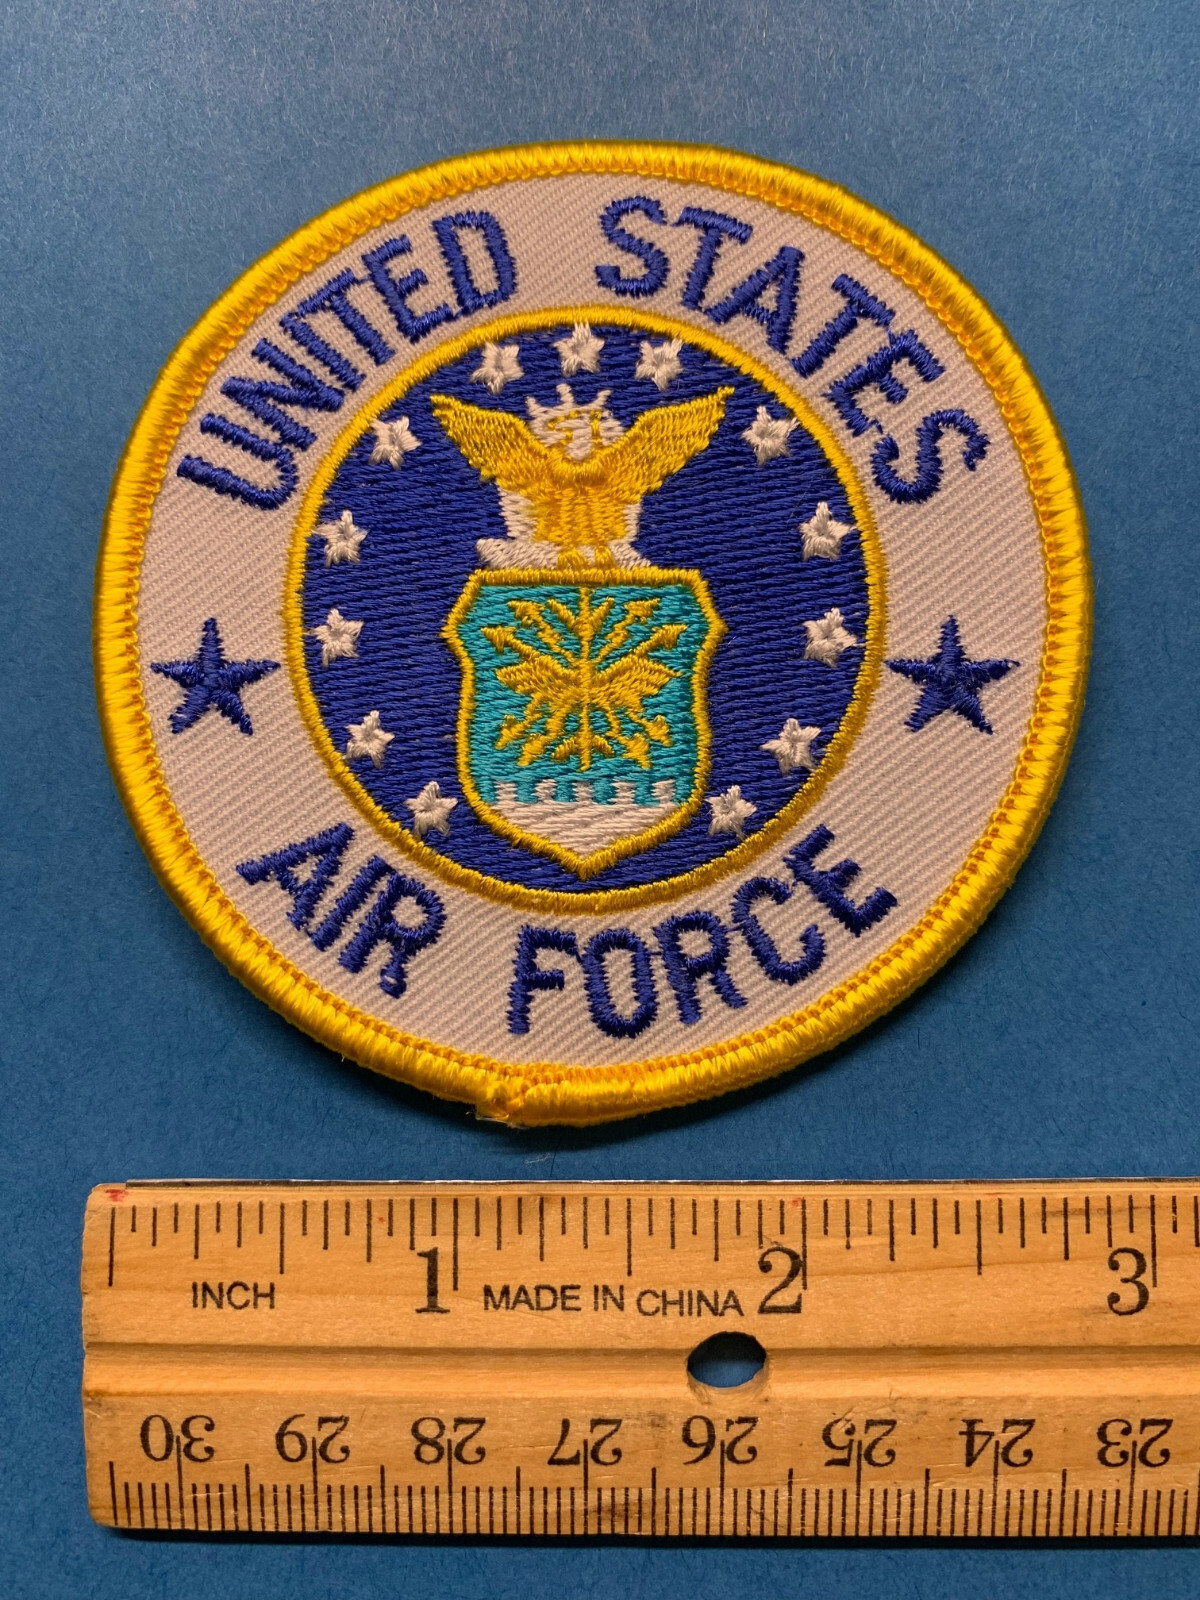 UNITED STATES
AIR FORCE
1 2 3
INCH MADE IN CHINA
30 29 28 27 26 25 24 23